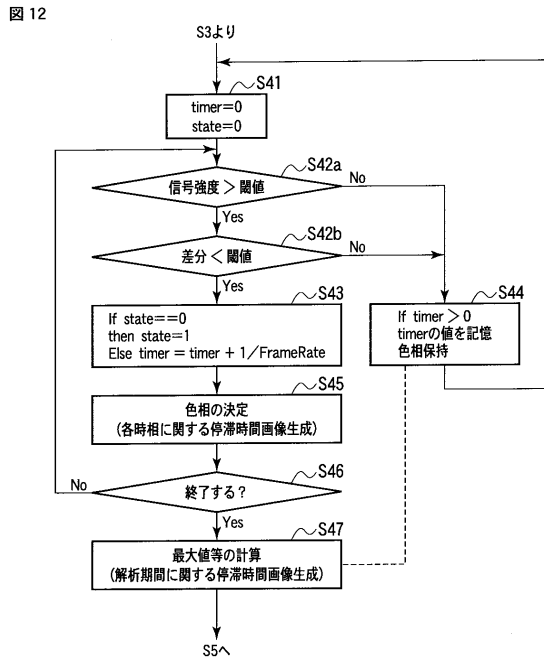 図 12
S3より
S41
timer=0
state=0
S42a
信号強度 > 閾値
No
Yes
S42b
差分 < 閾値
No
Yes
S43
If state==0
then state=1
Else timer = timer + 1/FrameRate
S44
If timer > 0
timerの値を記憶
色相保持
S45
色相の決定
(各時相に関する停滞時間画像生成)
S46
終了する?
No
Yes
S47
最大値等の計算
(解析期間に関する停滞時間画像生成)
S5へ